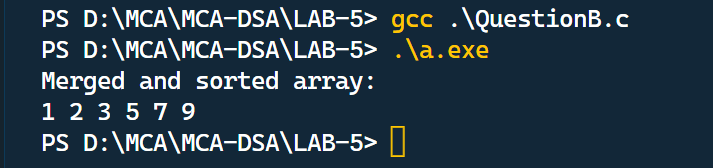 PS D:\MCA\MCA-DSA\LAB-5> gcc .\QuestionB.c
PS D:\MCA\MCA-DSA\LAB-5> .\a.exe
Merged and sorted array:
1 2 3 5 7 9
PS D:\MCA\MCA-DSA\LAB-5>